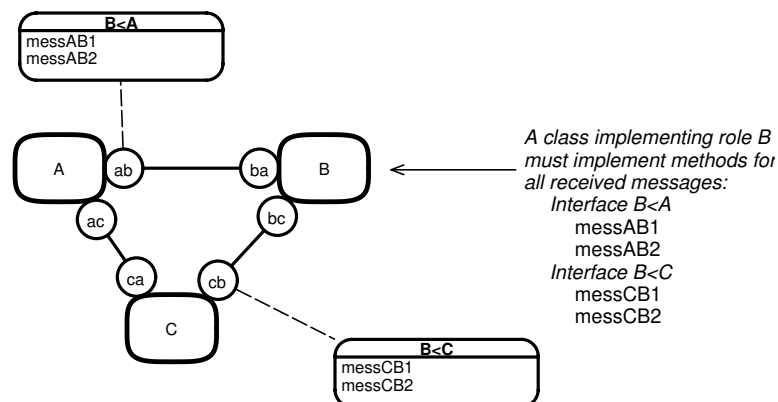 B<A
messAB1
messAB2
A
ab
ba
B
ac
bc
ca
cb
C
A class implementing role B
must implement methods for
all received messages:
Interface B<A
messAB1
messAB2
Interface B<C
messCB1
messCB2
B<C
messCB1
messCB2